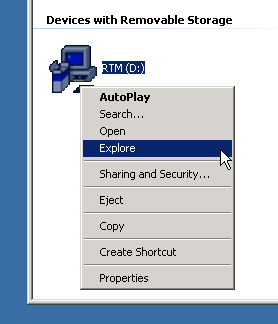 Devices with Removable Storage
RTM (D:)
AutoPlay
Search...
Open
Explore
Sharing and Security...
Eject
Copy
Create Shortcut
Properties